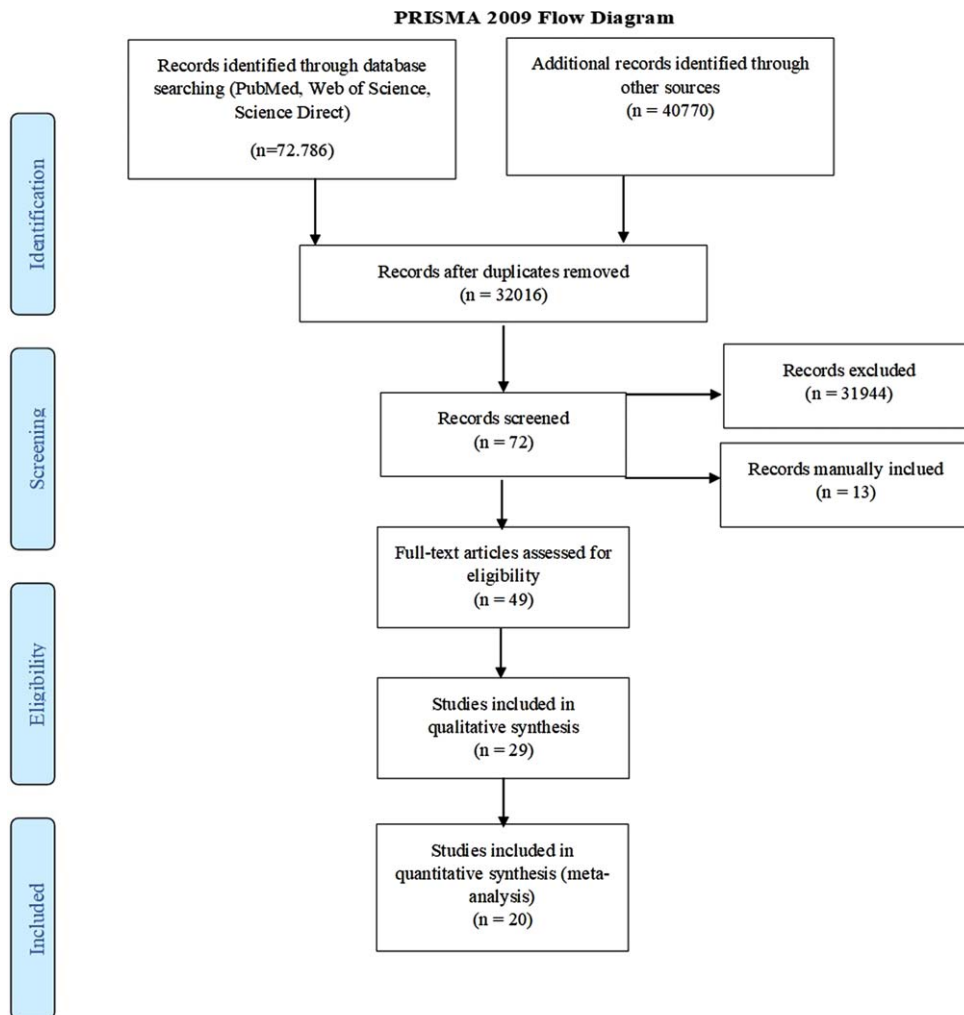 PRISMA 2009 Flow Diagram
Records identified through database
searching (PubMed, Web of Science,
Science Direct)
(n=72.786)
Additional records identified through
other sources
(n = 40770)
Identification
Records after duplicates removed
(n = 32016)
Screening
Records screened
(n = 72)
Records excluded
(n = 31944)
Records manually inclued
(n = 13)
Eligibility
Full-text articles assessed for
eligibility
(n = 49)
Studies included in
qualitative synthesis
(n = 29)
Included
Studies included in
quantitative synthesis (meta-
analysis)
(n = 20)